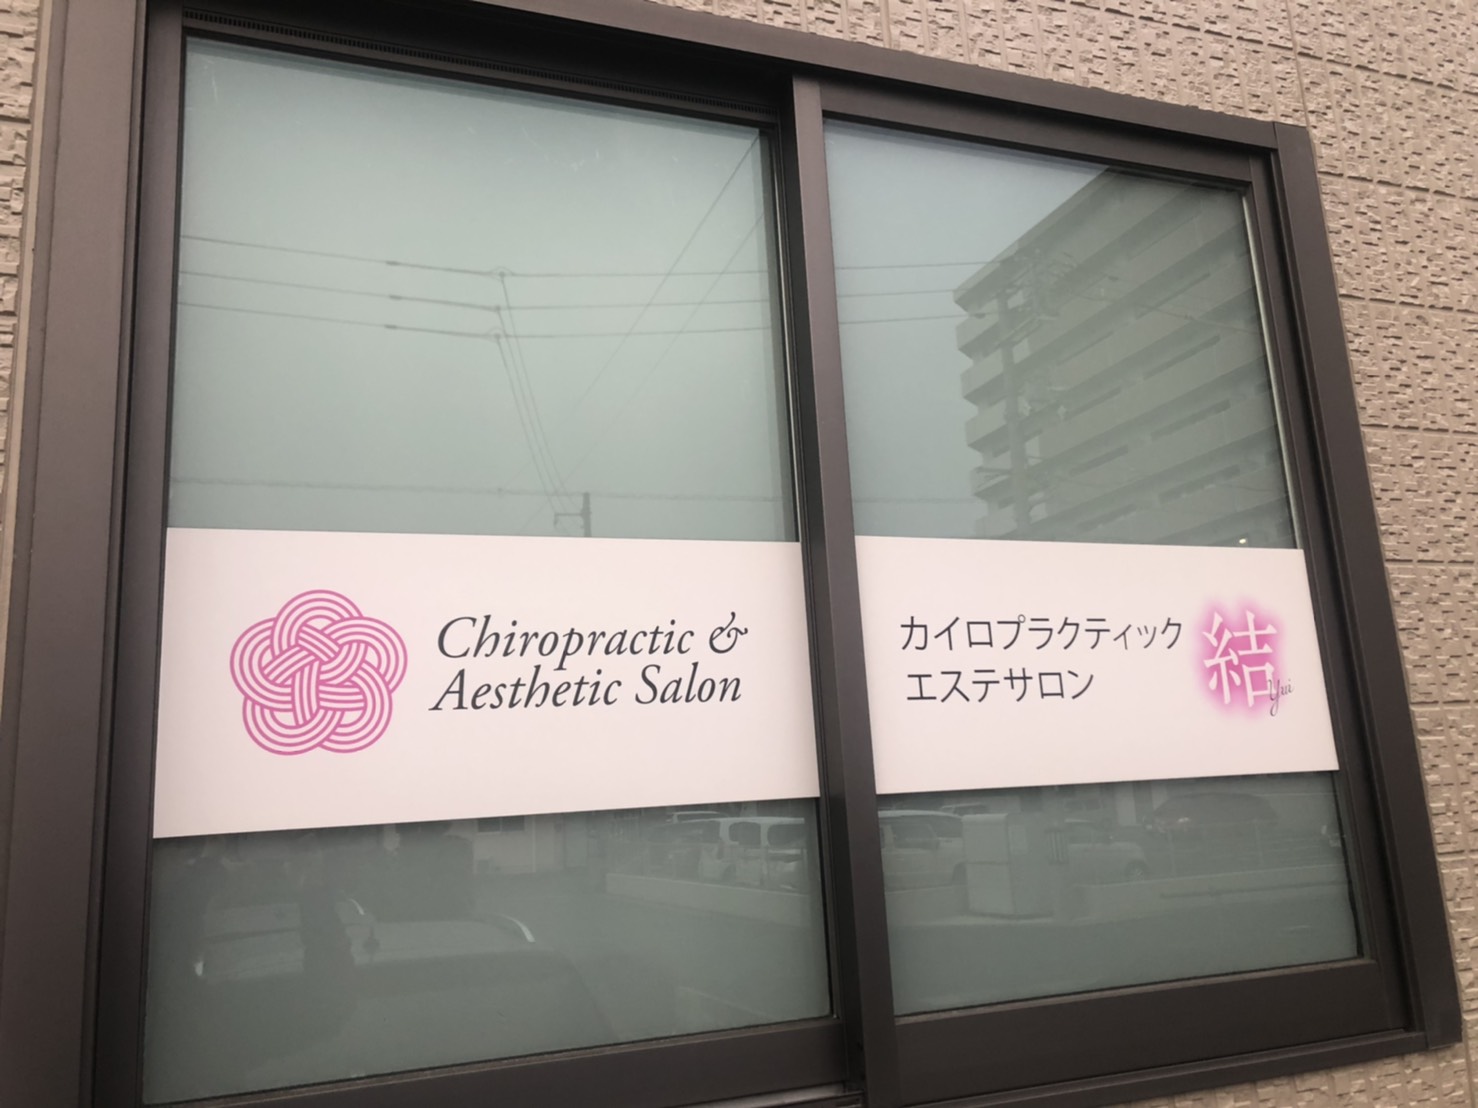 Chiropractic &
Aesthetic Salon
カイロプラクティック
エステサロン
結
Yui